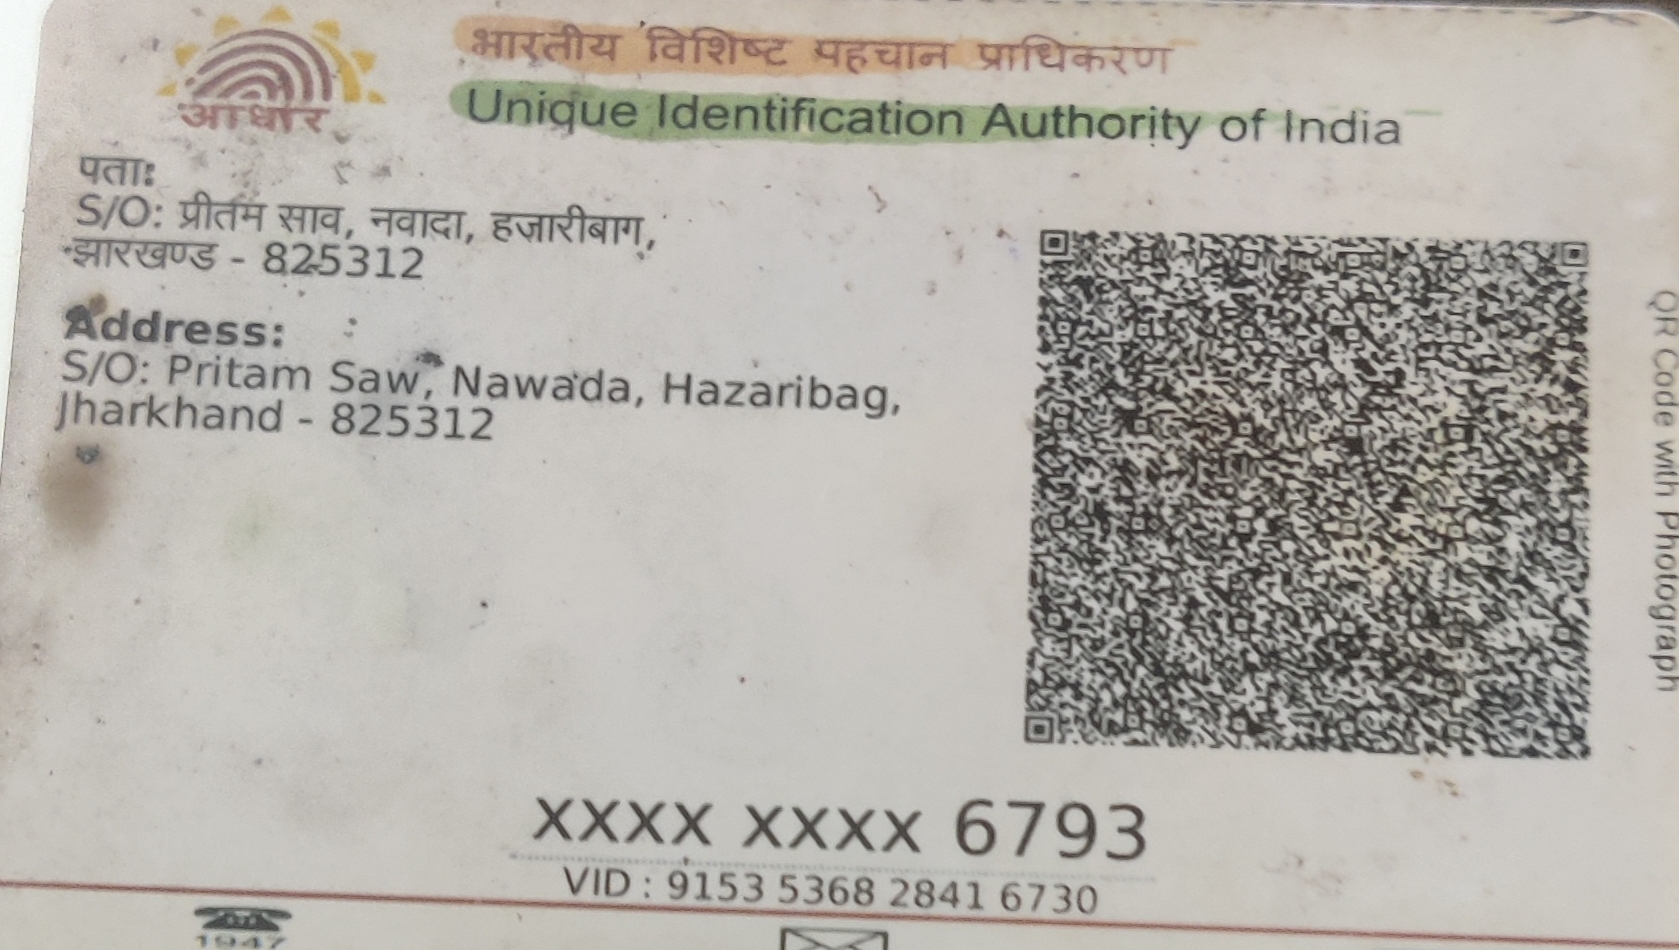 आधार
भारतीय विशिष्ट पहचान प्राधिकरण
Unique Identification Authority of India
पताः
S/O: प्रीतम साव, नवादा, हजारीबाग,
झारखण्ड - 825312
Address:
S/O: Pritam Saw, Nawada, Hazaribag,
Jharkhand - 825312
QR Code with Photograph
XXXX XXXX 6793
VID : 9153 5368 2841 6730
1947